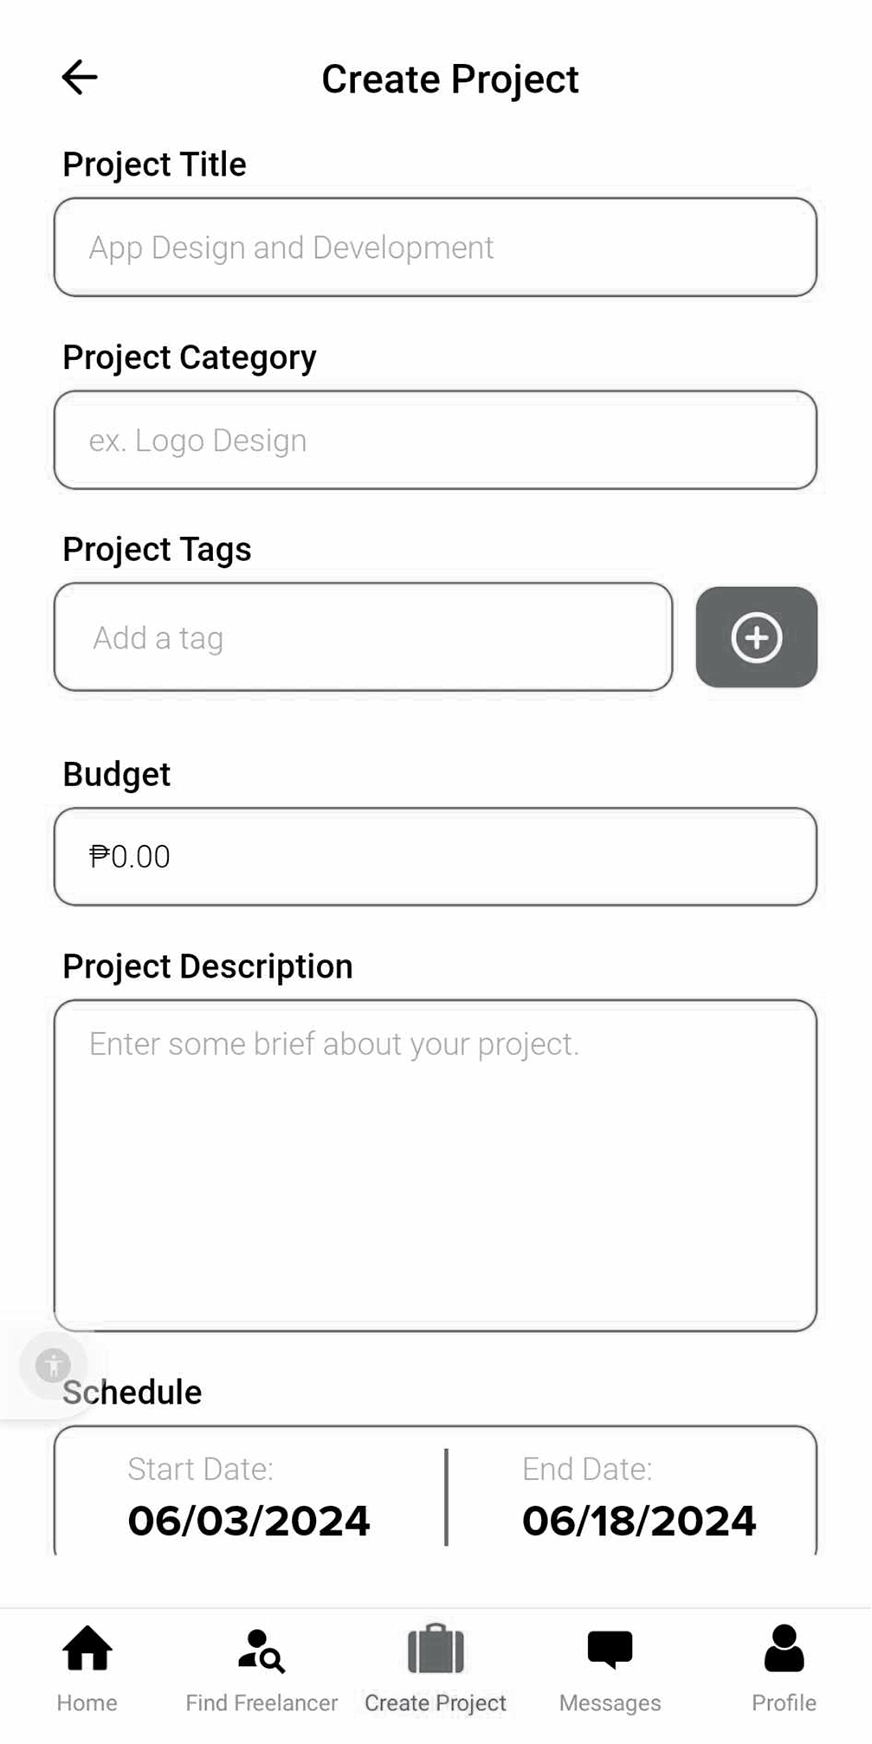 Create Project
Project Title
App Design and Development
Project Category
ex. Logo Design
Project Tags
Add a tag
Budget
₱0.00
Project Description
Enter some brief about your project.
Schedule
Start Date: End Date:
06/03/2024 06/18/2024
Home Find Freelancer Create Project Messages Profile